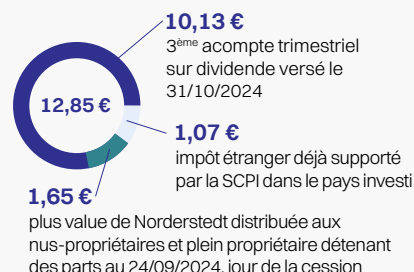 10,13 €
3ème acompte trimestriel
sur dividende versé le
31/10/2024
12,85 €
1,07 €
impôt étranger déjà supporté
par la SCPI dans le pays investi
1,65 €
plus value de Norderstedt distribuée aux
nus-propriétaires et plein propriétaire détenant
des parts au 24/09/2024, jour de la cession